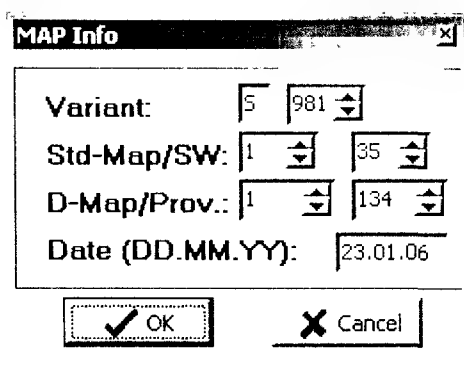 MAP Info
Variant: S 981
Std-Map/SW: 1 35
D-Map/Prov.: 1 134
Date (DD.MM.YY): 23.01.06
OK Cancel